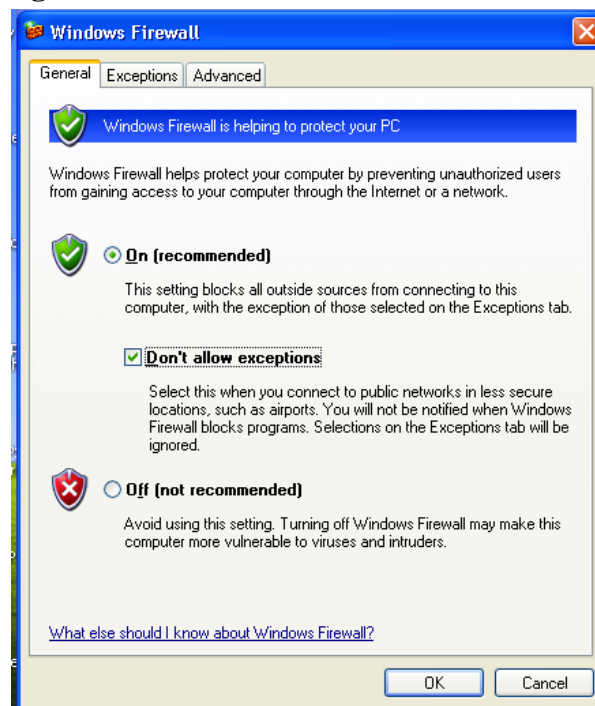 Windows Firewall
General Exceptions Advanced
Windows Firewall is helping to protect your PC
Windows Firewall helps protect your computer by preventing unauthorized users
from gaining access to your computer through the Internet or a network.
On (recommended)
This setting blocks all outside sources from connecting to this
computer, with the exception of those selected on the Exceptions tab.
Don't allow exceptions
Select this when you connect to public networks in less secure
locations, such as airports. You will not be notified when Windows
Firewall blocks programs. Selections on the Exceptions tab will be
ignored.
Off (not recommended)
Avoid using this setting. Turning off Windows Firewall may make this
computer more vulnerable to viruses and intruders.
What else should I know about Windows Firewall?
OK Cancel